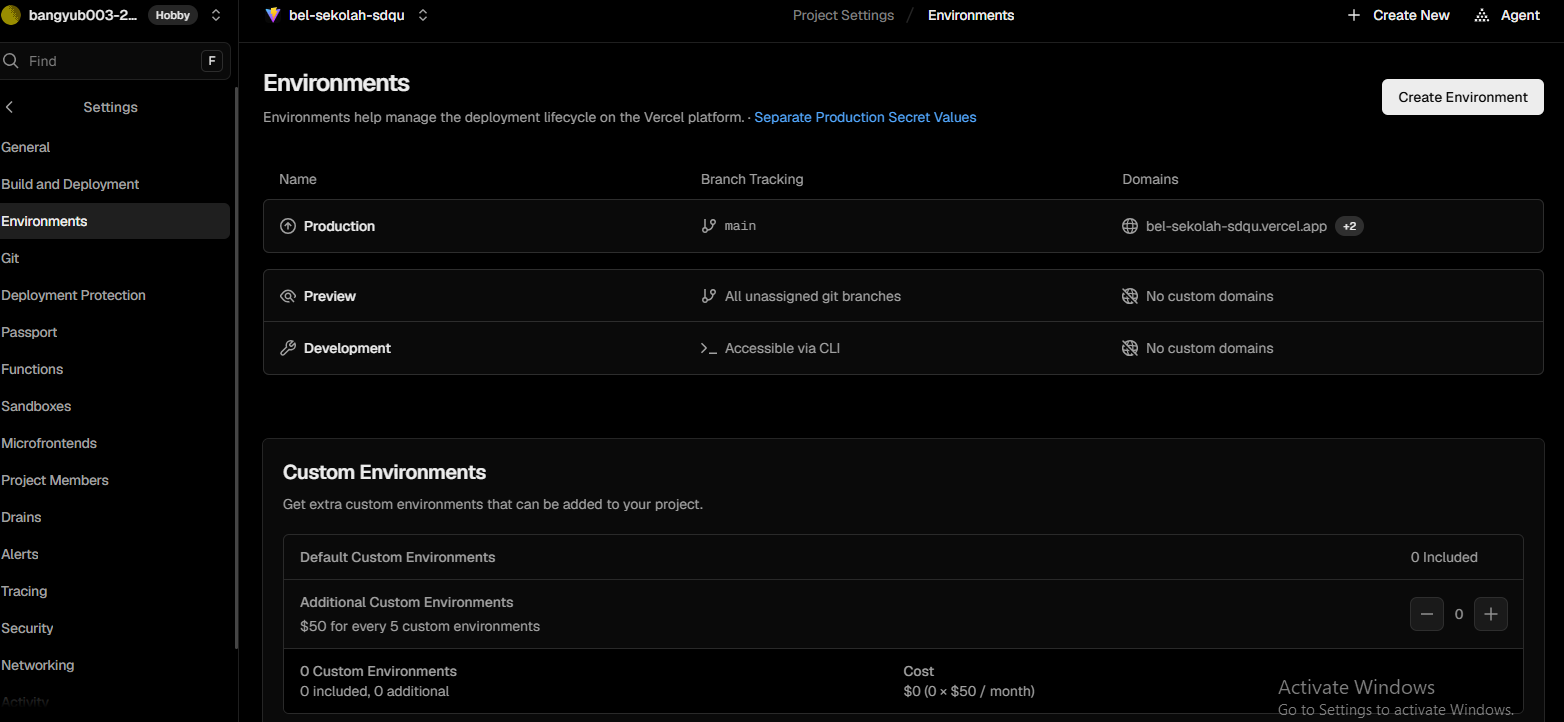 bangyub003-2... Hobby
bel-sekolah-sdqu
Project Settings / Environments
+ Create New
Agent
Find F
Settings
General
Build and Deployment
Environments
Git
Deployment Protection
Passport
Functions
Sandboxes
Microfrontends
Project Members
Drains
Alerts
Tracing
Security
Networking
Activity
Environments
Environments help manage the deployment lifecycle on the Vercel platform. · Separate Production Secret Values
Create Environment
Name Branch Tracking Domains
Production main bel-sekolah-sdqu.vercel.app +2
Preview All unassigned git branches No custom domains
Development Accessible via CLI No custom domains
Custom Environments
Get extra custom environments that can be added to your project.
Default Custom Environments 0 Included
Additional Custom Environments
$50 for every 5 custom environments
0
0 Custom Environments Cost
0 included, 0 additional $0 (0 × $50 / month)
Activate Windows
Go to Settings to activate Windows.